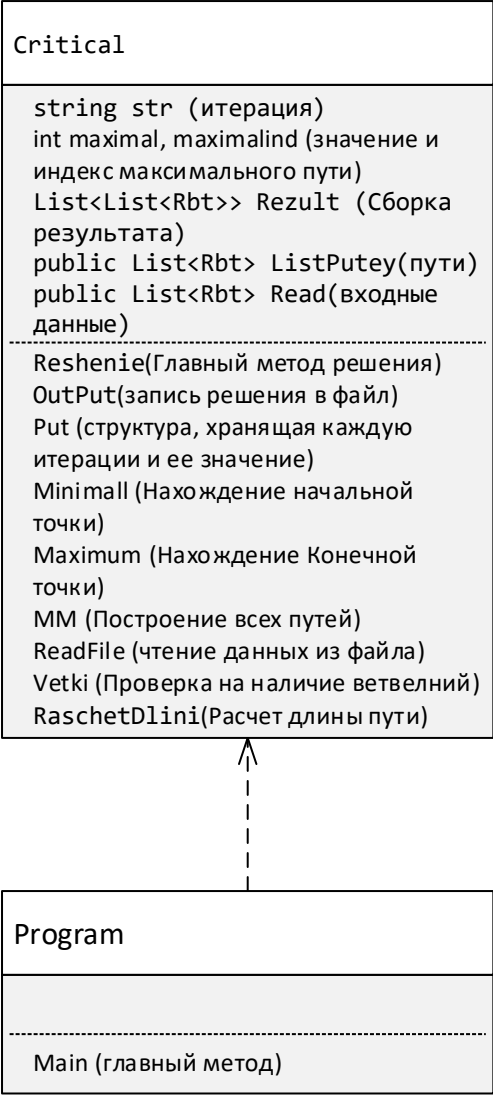 Critical
string str (итерация)
int maximal, maximalind (значение и
индекс максимального пути)
List<List<Rbt>> Rezult (Сборка
результата)
public List<Rbt> ListPutey(пути)
public List<Rbt> Read(входные
данные)
Reshenie(Главный метод решения)
OutPut(запись решения в файл)
Put (структура, хранящая каждую
итерации и ее значение)
Minimall (Нахождение начальной
точки)
Maximum (Нахождение Конечной
точки)
MM (Построение всех путей)
ReadFile (чтение данных из файла)
Vetki (Проверка на наличие ветвелний)
RaschetDlini(Расчет длины пути)
Program
Main (главный метод)